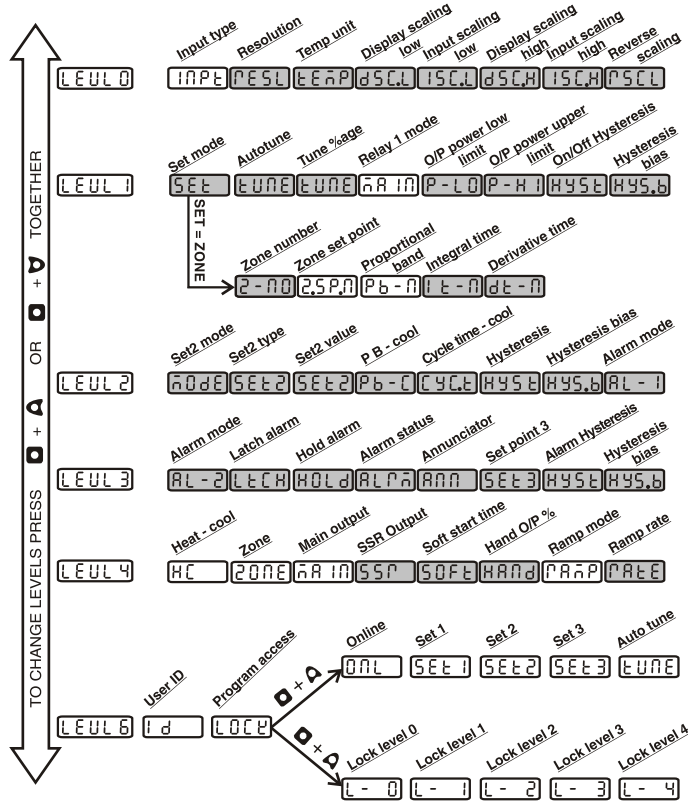 Input type Resolution Temp unit Display scaling low Input scaling low Display scaling high Input scaling high Reverse scaling
LEVL 0 INPt rESL tEmP dSC.L ISC.L dSC.H ISC.H rSCL
Set mode Autotune Tune %age Relay 1 mode O/P power low limit O/P power upper limit On/Off Hysteresis Hysteresis bias
LEVL 1 SEt tUNE tUNE mAIN P-LO P-HI HYSt HYS.b
SET = ZONE
Zone number Zone set point Proportional band Integral time Derivative time
2-NO 2.SP.N Pb-N It-N dt-N
Set2 mode Set2 type Set2 value P B - cool Cycle time - cool Hysteresis Hysteresis bias Alarm mode
LEVL 2 mOdE SEt2 SEt2 Pb-C CYC.t HYSt HYS.b AL-1
Alarm mode Latch alarm Hold alarm Alarm status Annunciator Set point 3 Alarm Hysteresis Hysteresis bias
LEVL 3 AL-2 LtCH HOLd ALrm ANN SEt3 HYSt HYS.b
Heat - cool Zone Main output SSR Output Soft start time Hand O/P % Ramp mode Ramp rate
LEVL 4 HC 2ONE mAIN SSr SOFt HANd rAmP rAtE
Online Set 1 Set 2 Set 3 Auto tune
ONL SEt1 SEt2 SEt3 tUNE
User ID Program access
LEVL 6 Id LOCK
+
+
Lock level 0 Lock level 1 Lock level 2 Lock level 3 Lock level 4
L - 0 L - 1 L - 2 L - 3 L - 4
TO CHANGE LEVELS PRESS + OR + TOGETHER